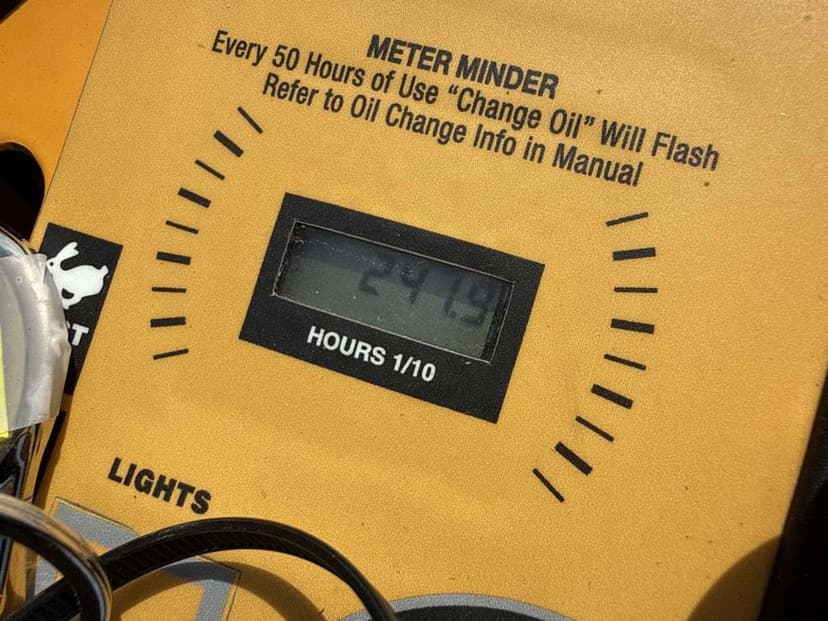 METER MINDER
Every 50 Hours of Use “Change Oil” Will Flash
Refer to Oil Change Info in Manual
241.9
HOURS 1/10
LIGHTS